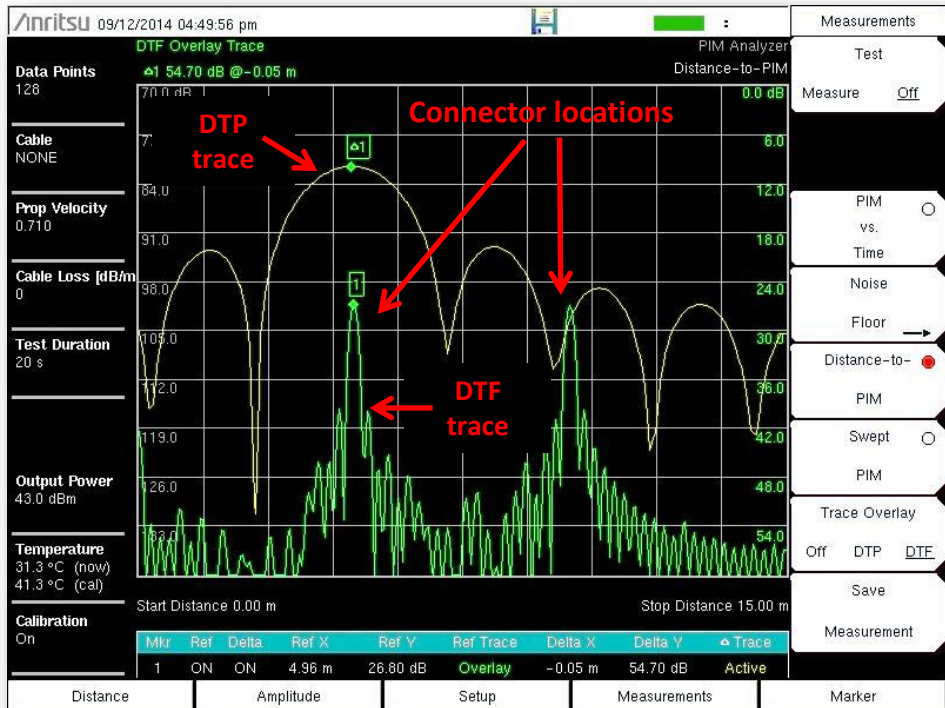 Anritsu 09/12/2014 04:49:56 pm
:
DTF Overlay Trace
PIM Analyzer
△1 54.70 dB @-0.05 m
Distance-to-PIM
Data Points
128
Cable
NONE
Prop Velocity
0.710
Cable Loss [dB/m
0
Test Duration
20 s
Output Power
43.0 dBm
Temperature
31.3 °C (now)
41.3 °C (cal)
Calibration
On
70.0 dB
84.0
91.0
98.0
105.0
112.0
119.0
126.0
133.0
0.0 dB
6.0
12.0
18.0
24.0
30.0
36.0
42.0
48.0
54.0
DTP
trace
Connector locations
△1
1
DTF
trace
Start Distance 0.00 m
Stop Distance 15.00 m
Mkr Ref Delta Ref X Ref Y Ref Trace Delta X Delta Y △ Trace
1 ON ON 4.96 m 26.80 dB Overlay -0.05 m 54.70 dB Active
Measurements
Test
Measure Off
PIM
vs.
Time
Noise
Floor
Distance-to-
PIM
Swept
PIM
Trace Overlay
Off DTP DTF
Save
Measurement
Distance Amplitude Setup Measurements Marker